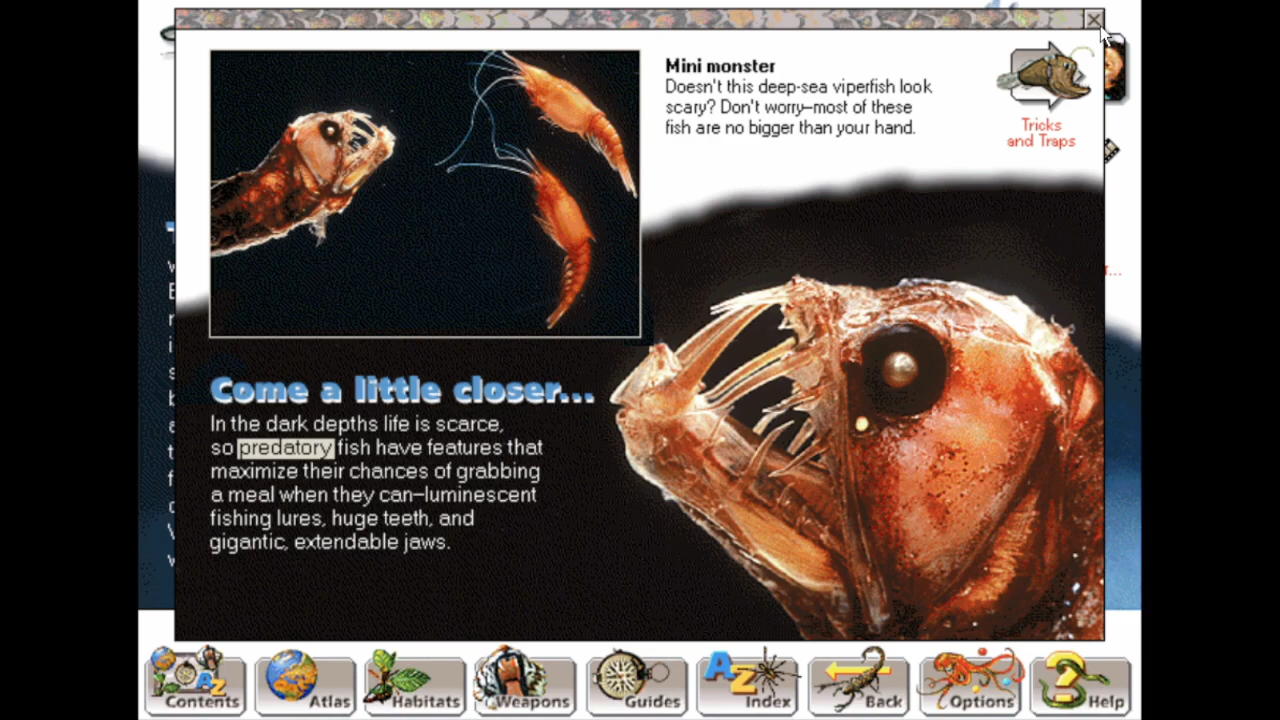 Mini monster
Doesn't this deep-sea viperfish look
scary? Don't worry–most of these
fish are no bigger than your hand.
Tricks
and Traps
Come a little closer...
In the dark depths life is scarce,
so predatory fish have features that
maximize their chances of grabbing
a meal when they can–luminescent
fishing lures, huge teeth, and
gigantic, extendable jaws.
Contents
Atlas
Habitats
Weapons
Guides
AZ
Index
Back
Options
?
Help